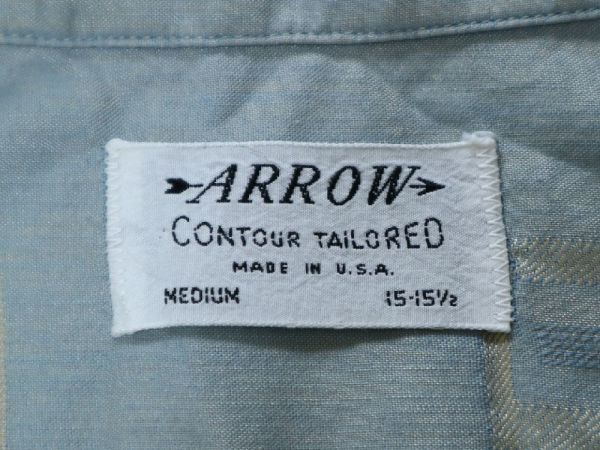 ARROW
CONTOUR TAILORED
MADE IN U.S.A.
MEDIUM 15-15½